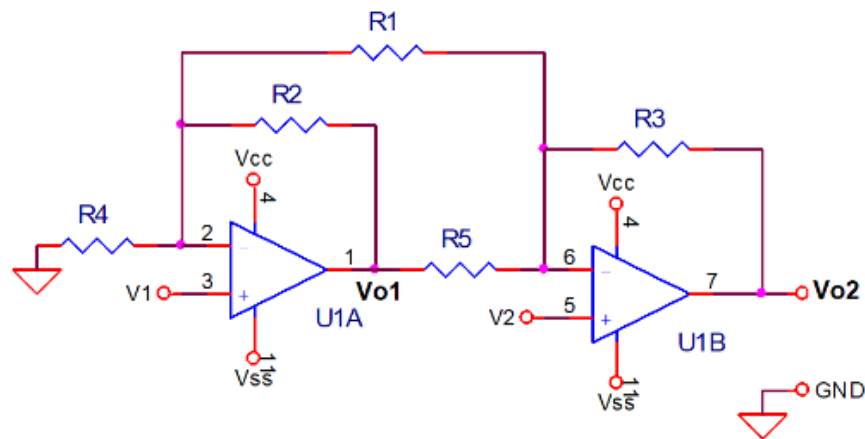 R1
R2
R3
Vcc
4
Vcc
4
R4
2
-
1
R5
6
-
7
Vo2
V1
3
+
Vo1
V2
5
+
U1A
U1B
11
Vss
11
Vss
GND